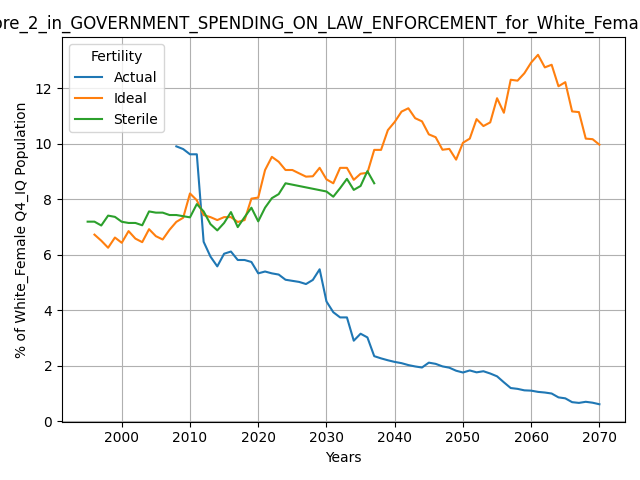 ore_2_in_GOVERNMENT_SPENDING_ON_LAW_ENFORCEMENT_for_White_Fema
Fertility
Actual
Ideal
Sterile
% of White_Female Q4_IQ Population
12
10
8
6
4
2
0
2000 2010 2020 2030 2040 2050 2060 2070
Years